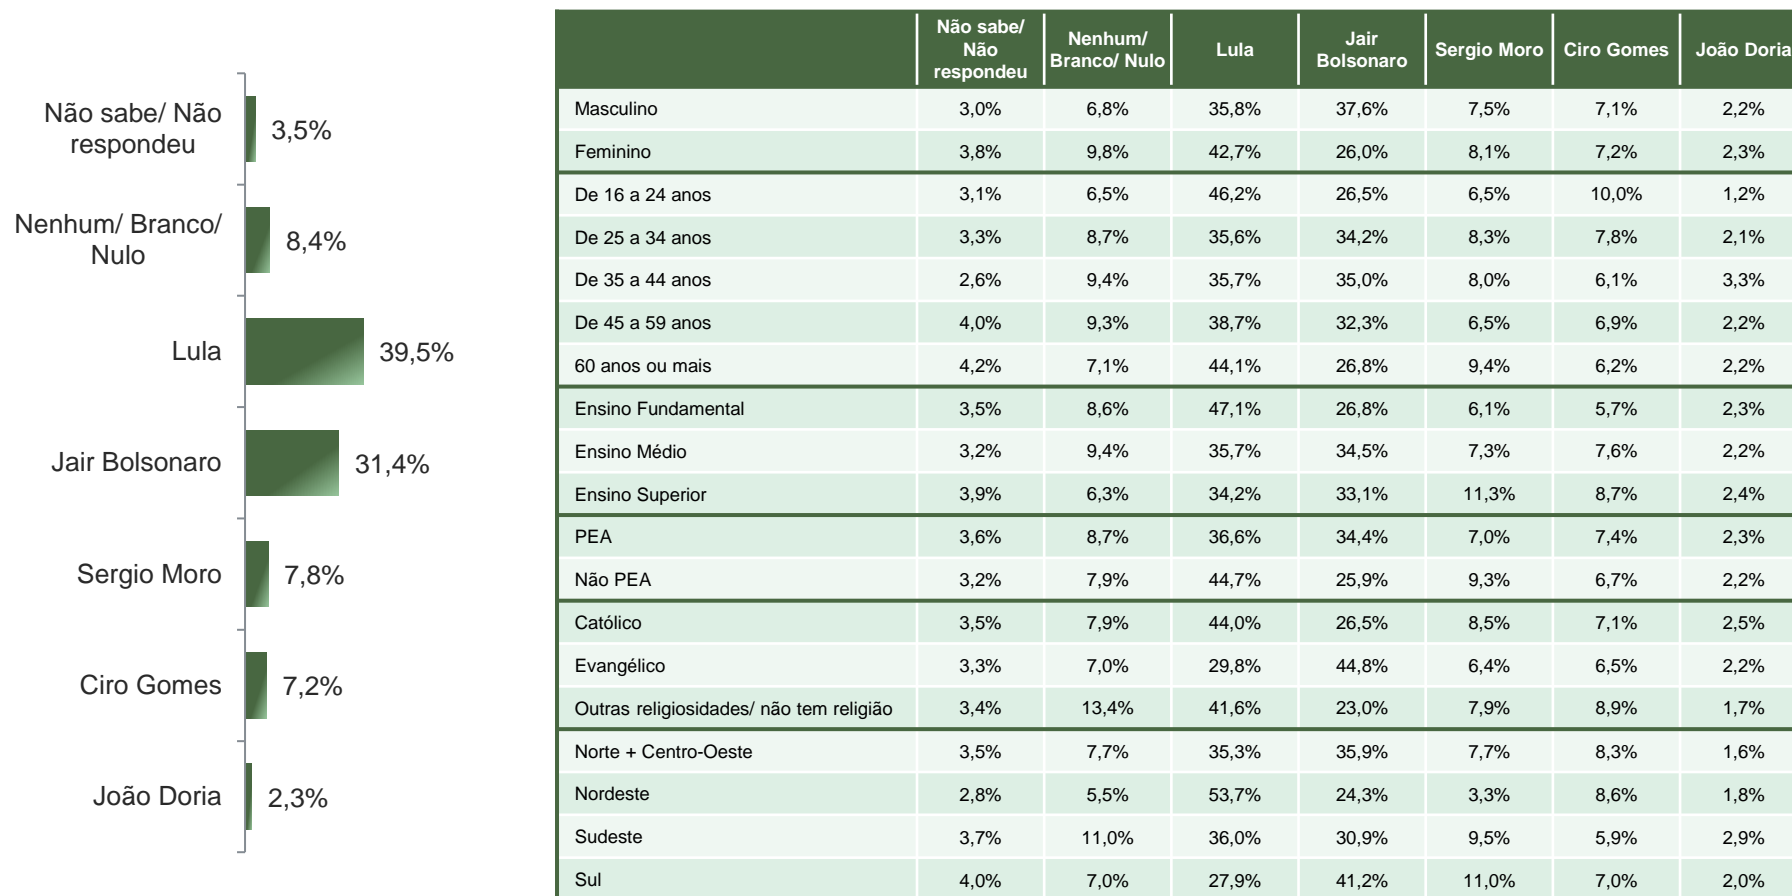 Não sabe/ Não
respondeu
3,5%
Nenhum/ Branco/
Nulo
8,4%
Lula
39,5%
Jair Bolsonaro
31,4%
Sergio Moro
7,8%
Ciro Gomes
7,2%
João Doria
2,3%
Não sabe/ Não respondeu Nenhum/ Branco/ Nulo Lula Jair Bolsonaro Sergio Moro Ciro Gomes João Doria
Masculino 3,0% 6,8% 35,8% 37,6% 7,5% 7,1% 2,2%
Feminino 3,8% 9,8% 42,7% 26,0% 8,1% 7,2% 2,3%
De 16 a 24 anos 3,1% 6,5% 46,2% 26,5% 6,5% 10,0% 1,2%
De 25 a 34 anos 3,3% 8,7% 35,6% 34,2% 8,3% 7,8% 2,1%
De 35 a 44 anos 2,6% 9,4% 35,7% 35,0% 8,0% 6,1% 3,3%
De 45 a 59 anos 4,0% 9,3% 38,7% 32,3% 6,5% 6,9% 2,2%
60 anos ou mais 4,2% 7,1% 44,1% 26,8% 9,4% 6,2% 2,2%
Ensino Fundamental 3,5% 8,6% 47,1% 26,8% 6,1% 5,7% 2,3%
Ensino Médio 3,2% 9,4% 35,7% 34,5% 7,3% 7,6% 2,2%
Ensino Superior 3,9% 6,3% 34,2% 33,1% 11,3% 8,7% 2,4%
PEA 3,6% 8,7% 36,6% 34,4% 7,0% 7,4% 2,3%
Não PEA 3,2% 7,9% 44,7% 25,9% 9,3% 6,7% 2,2%
Católico 3,5% 7,9% 44,0% 26,5% 8,5% 7,1% 2,5%
Evangélico 3,3% 7,0% 29,8% 44,8% 6,4% 6,5% 2,2%
Outras religiosidades/ não tem religião 3,4% 13,4% 41,6% 23,0% 7,9% 8,9% 1,7%
Norte + Centro-Oeste 3,5% 7,7% 35,3% 35,9% 7,7% 8,3% 1,6%
Nordeste 2,8% 5,5% 53,7% 24,3% 3,3% 8,6% 1,8%
Sudeste 3,7% 11,0% 36,0% 30,9% 9,5% 5,9% 2,9%
Sul 4,0% 7,0% 27,9% 41,2% 11,0% 7,0% 2,0%